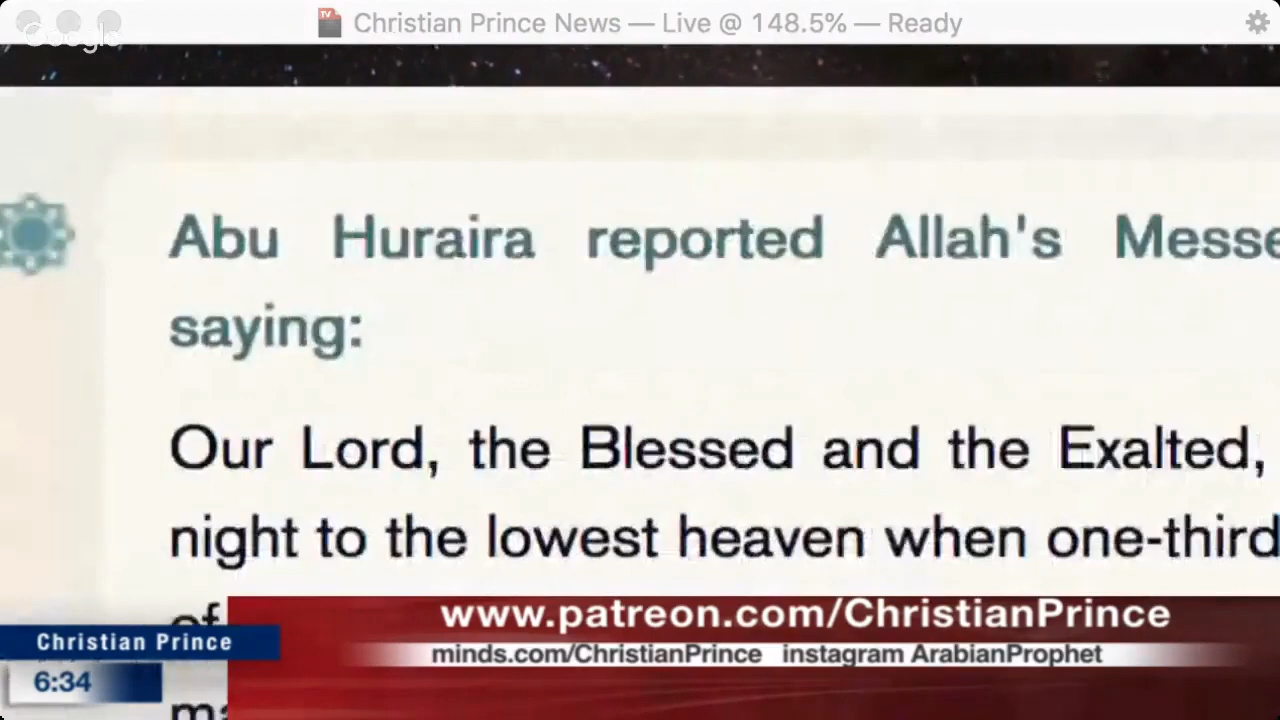 Christian Prince News — Live @ 148.5% — Ready
Google
Abu Huraira reported Allah's
saying:
Our Lord, the Blessed and the Exalted,
night to the lowest heaven when one-third
of
www.patreon.com/ChristianPrince
Christian Prince
minds.com/ChristianPrince instagram ArabianProphet
6:34